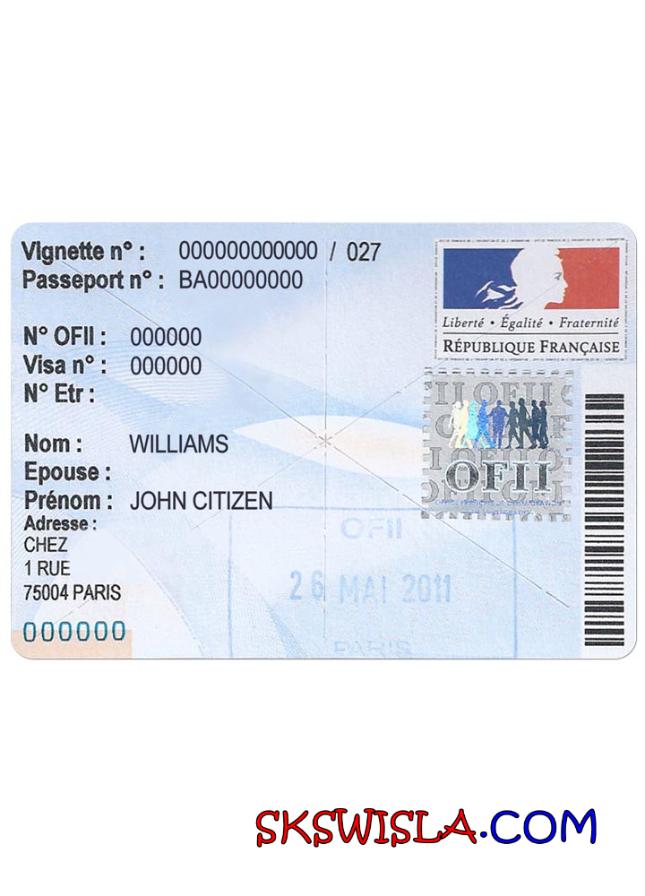 Vignette n° : 000000000000 / 027
Passeport n° : BA00000000
Liberté • Égalité • Fraternité
RÉPUBLIQUE FRANÇAISE
N° OFII : 000000
Visa n° : 000000
N° Etr :
Nom : WILLIAMS
Epouse :
Prénom : JOHN CITIZEN
Adresse :
CHEZ
1 RUE
75004 PARIS
000000
OFII
OFII
26 MAI 2011
PARIS
SKSWISLA.COM